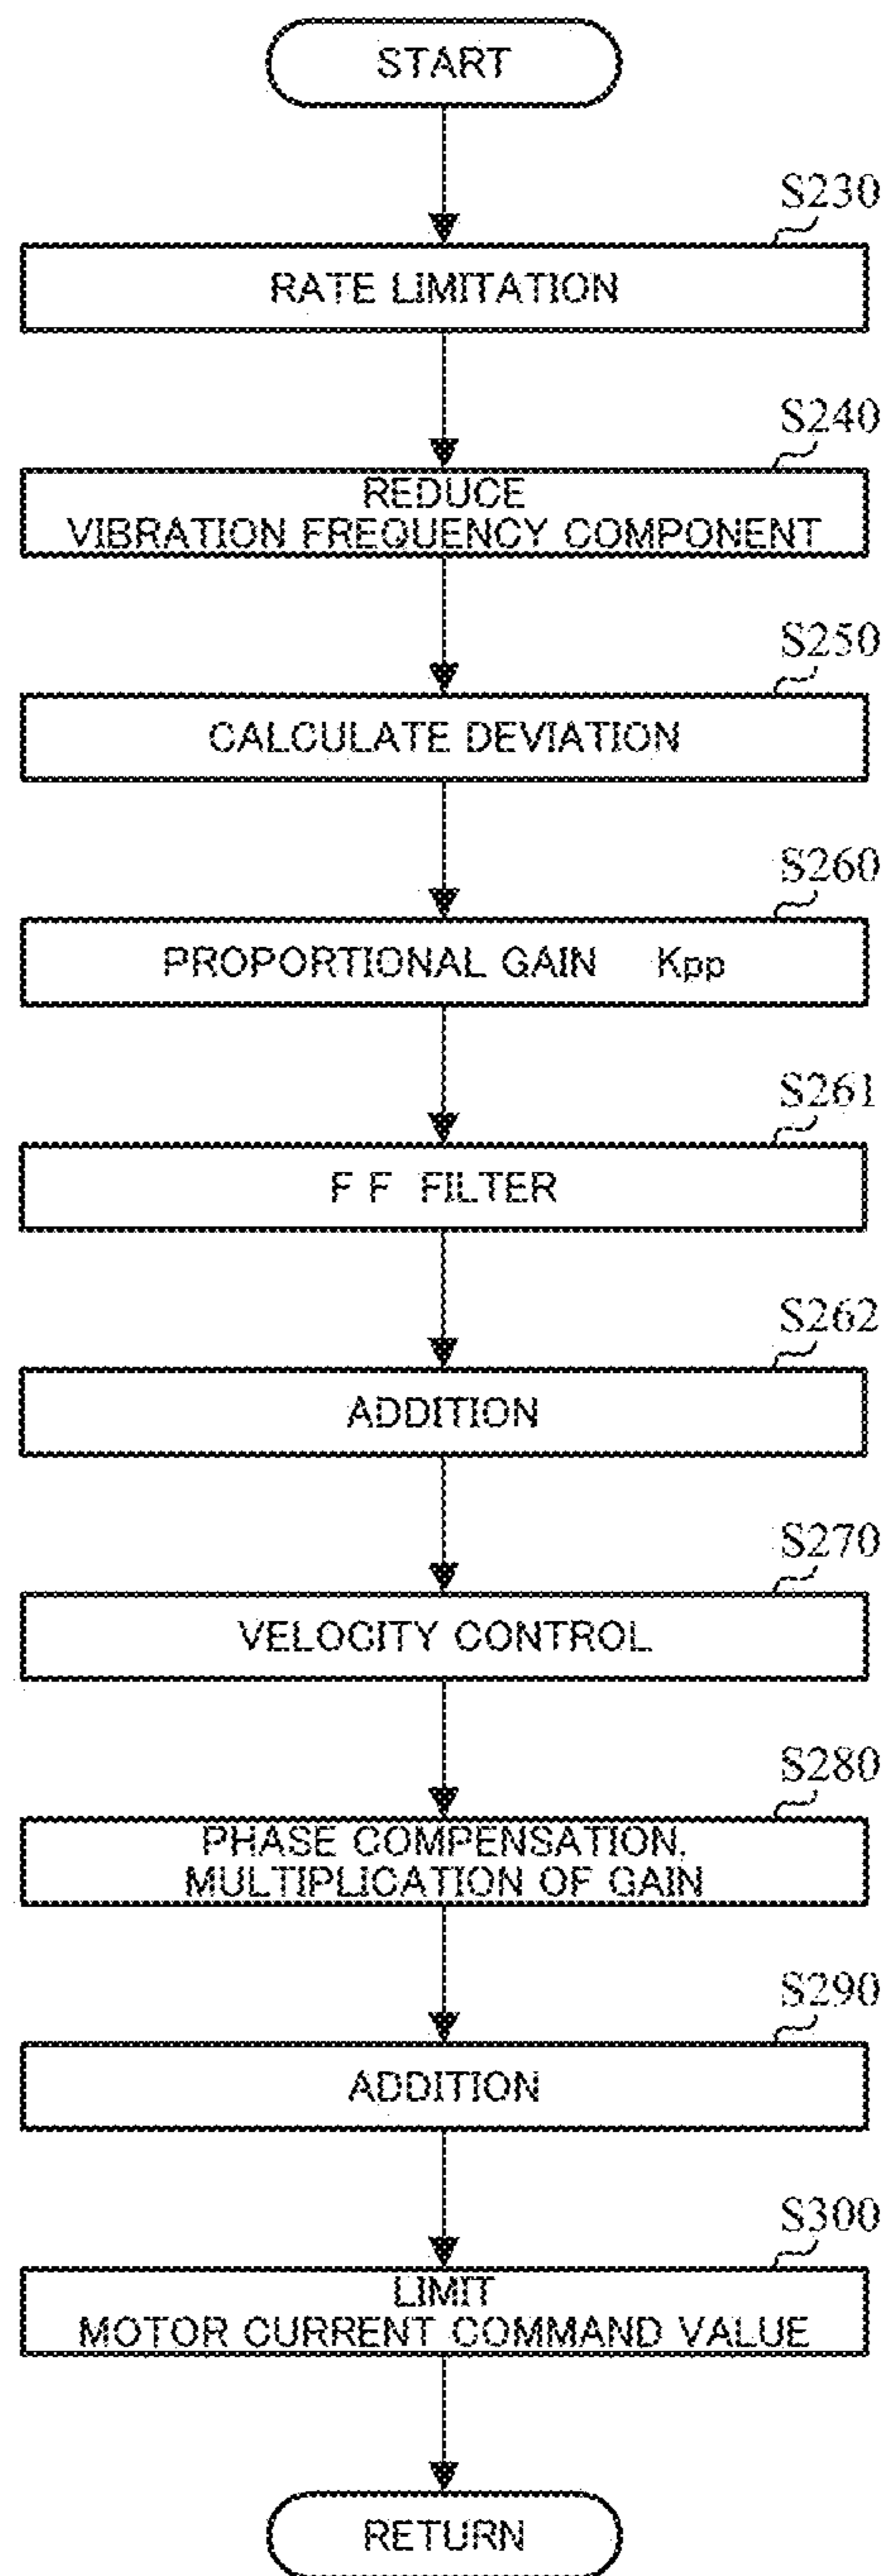 START
S230
RATE LIMITATION
S240
REDUCE
VIBRATION FREQUENCY COMPONENT
S250
CALCULATE DEVIATION
S260
PROPORTIONAL GAIN Kpp
S261
F F FILTER
S262
ADDITION
S270
VELOCITY CONTROL
S280
PHASE COMPENSATION,
MULTIPLICATION OF GAIN
S290
ADDITION
S300
LIMIT
MOTOR CURRENT COMMAND VALUE
RETURN